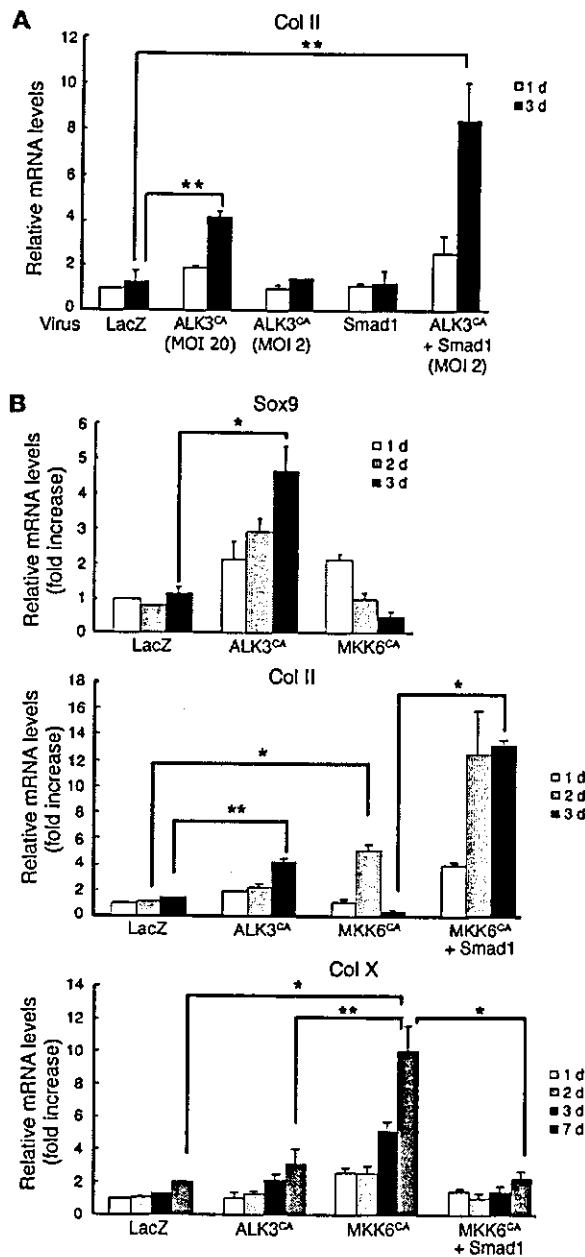 A
Col II
Relative mRNA levels
12
10
8
6
4
2
0
**
**
1 d
3 d
Virus
LacZ
ALK3CA
(MOI 20)
ALK3CA
(MOI 2)
Smad1
ALK3CA
+ Smad1
(MOI 2)
B
Sox9
Relative mRNA levels
(fold increase)
6
5
4
3
2
1
0
*
1 d
2 d
3 d
LacZ
ALK3CA
MKK6CA
Col II
Relative mRNA levels
(fold increase)
18
16
14
12
10
8
6
4
2
0
*
*
**
1 d
2 d
3 d
LacZ
ALK3CA
MKK6CA
MKK6CA
+ Smad1
Col X
Relative mRNA levels
(fold increase)
14
12
10
8
6
4
2
0
*
**
*
1 d
2 d
3 d
7 d
LacZ
ALK3CA
MKK6CA
MKK6CA
+ Smad1